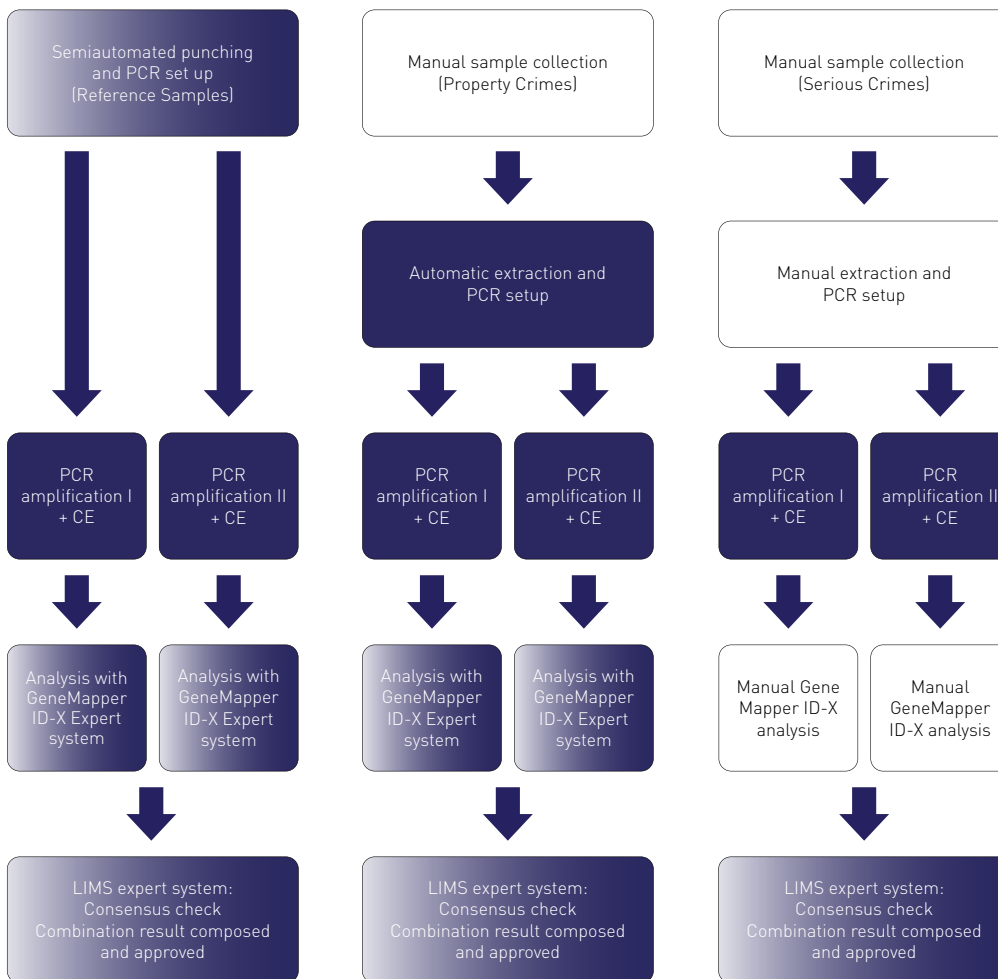 Semiautomated punching
and PCR set up
(Reference Samples)
Manual sample collection
(Property Crimes)
Manual sample collection
(Serious Crimes)
Automatic extraction and
PCR setup
Manual extraction and
PCR setup
PCR
amplification I
+ CE
PCR
amplification II
+ CE
PCR
amplification I
+ CE
PCR
amplification II
+ CE
PCR
amplification I
+ CE
PCR
amplification II
+ CE
Analysis with
GeneMapper
ID-X Expert
system
Analysis with
GeneMapper
ID-X Expert
system
Analysis with
GeneMapper
ID-X Expert
system
Analysis with
GeneMapper
ID-X Expert
system
Manual Gene
Mapper ID-X
analysis
Manual
GeneMapper
ID-X analysis
LIMS expert system:
Consensus check
Combination result composed
and approved
LIMS expert system:
Consensus check
Combination result composed
and approved
LIMS expert system:
Consensus check
Combination result composed
and approved